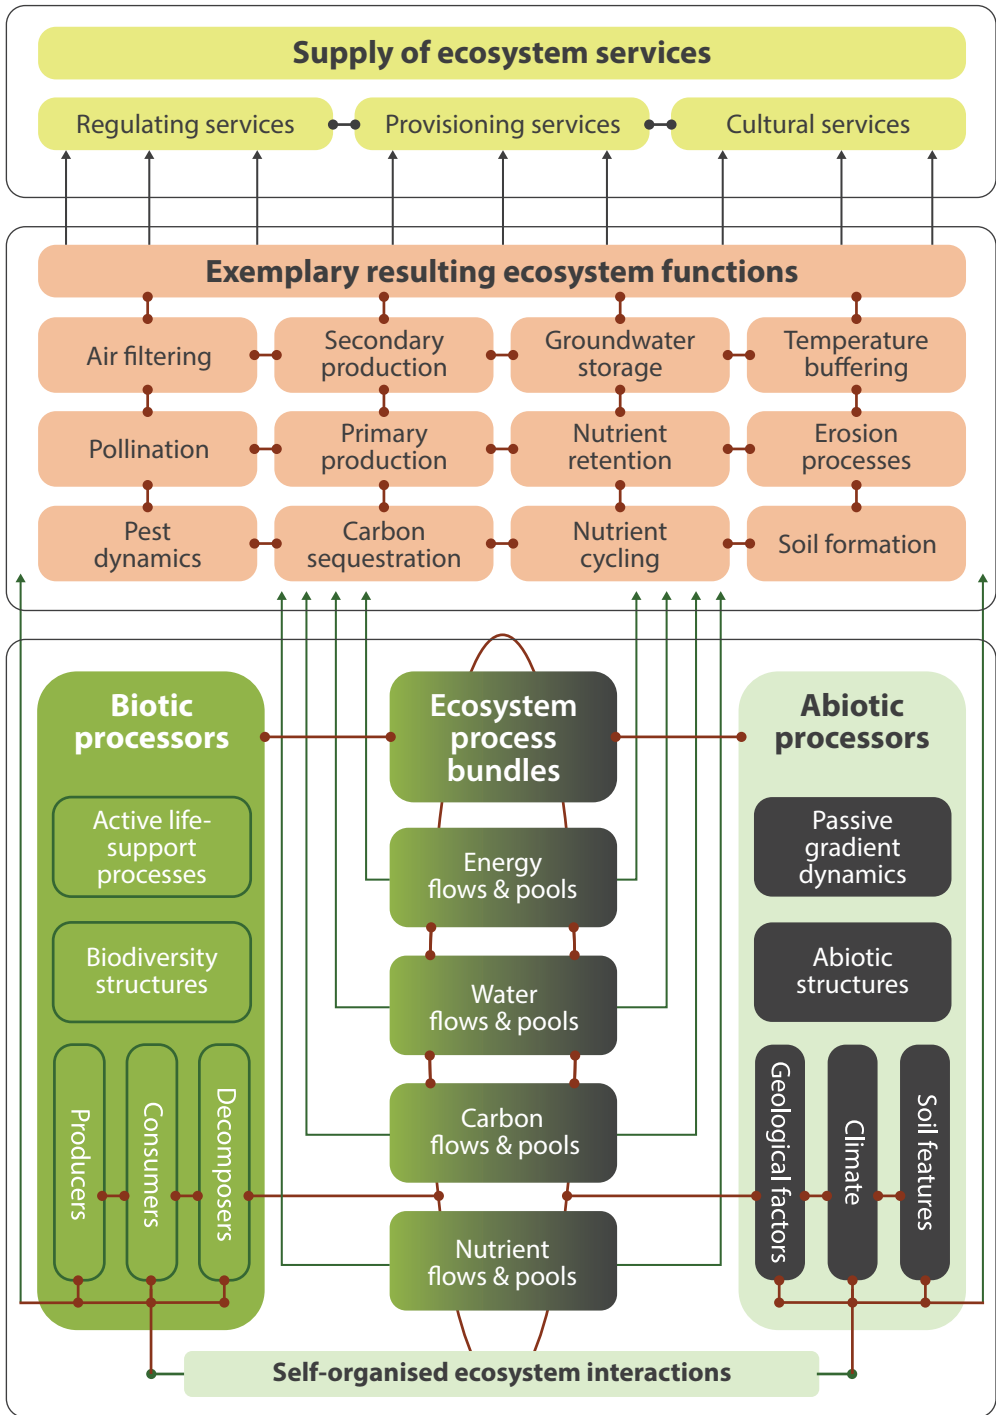 Supply of ecosystem services
Regulating services
Provisioning services
Cultural services
Exemplary resulting ecosystem functions
Air filtering
Secondary
production
Groundwater
storage
Temperature
buffering
Pollination
Primary
production
Nutrient
retention
Erosion
processes
Pest
dynamics
Carbon
sequestration
Nutrient
cycling
Soil formation
Biotic
processors
Active life-
support
processes
Biodiversity
structures
Producers
Consumers
Decomposers
Ecosystem
process
bundles
Energy
flows & pools
Water
flows & pools
Carbon
flows & pools
Nutrient
flows & pools
Abiotic
processors
Passive
gradient
dynamics
Abiotic
structures
Geological factors
Climate
Soil features
Self-organised ecosystem interactions